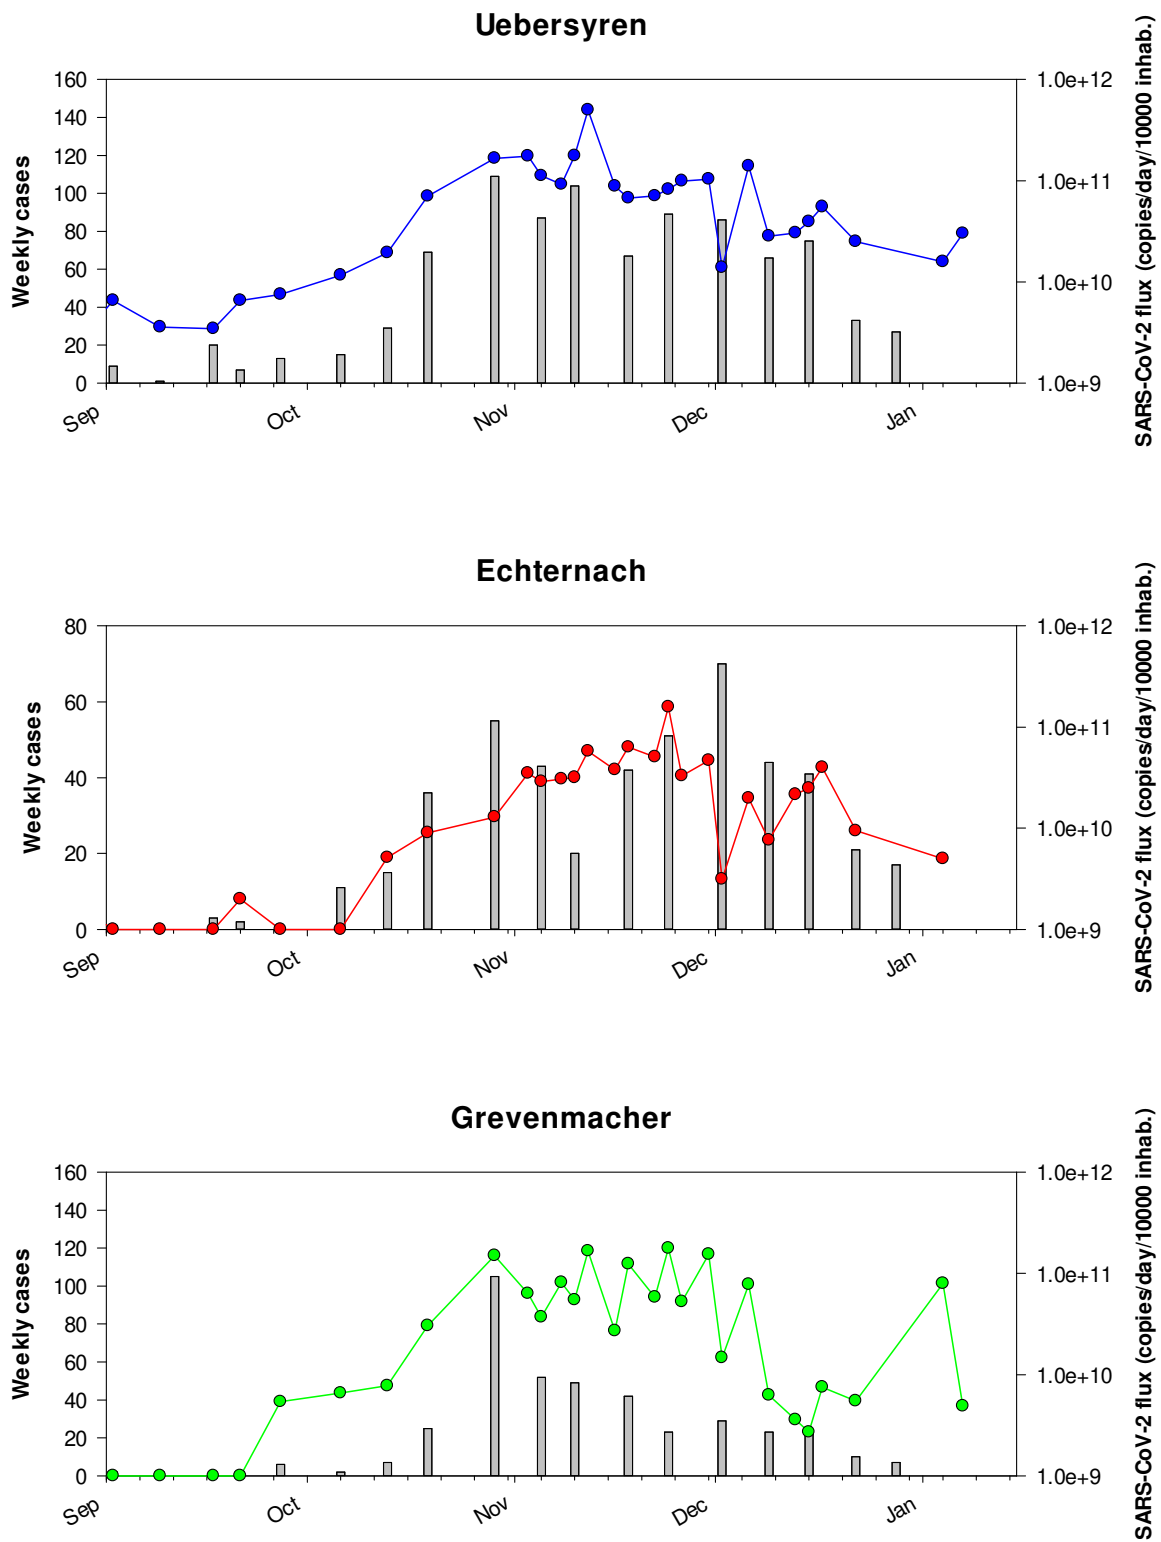 Uebersyren
Weekly cases
SARS-CoV-2 flux (copies/day/10000 inhab.)
160
140
120
100
80
60
40
20
0
1.0e+12
1.0e+11
1.0e+10
1.0e+9
Sep
Oct
Nov
Dec
Jan
Echternach
Weekly cases
SARS-CoV-2 flux (copies/day/10000 inhab.)
80
60
40
20
0
1.0e+12
1.0e+11
1.0e+10
1.0e+9
Sep
Oct
Nov
Dec
Jan
Grevenmacher
Weekly cases
SARS-CoV-2 flux (copies/day/10000 inhab.)
160
140
120
100
80
60
40
20
0
1.0e+12
1.0e+11
1.0e+10
1.0e+9
Sep
Oct
Nov
Dec
Jan